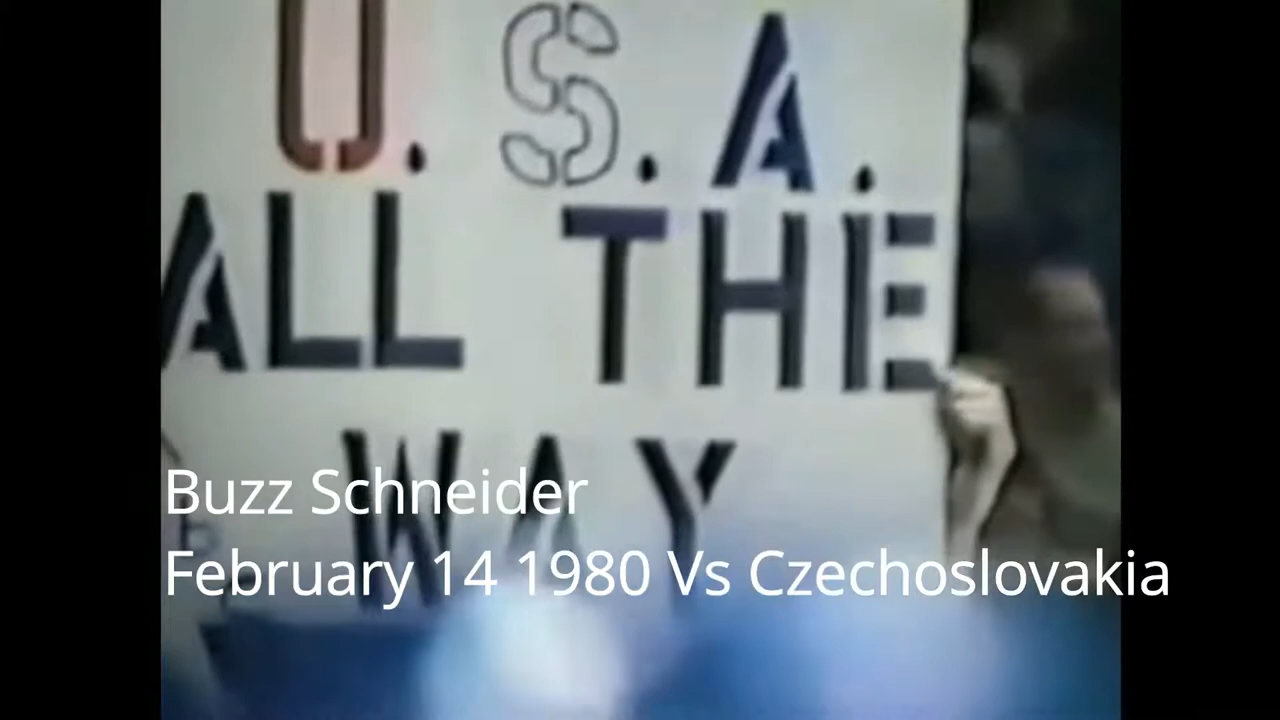 U.S.A.
ALL THE
WAY
Buzz Schneider
February 14 1980 Vs Czechoslovakia